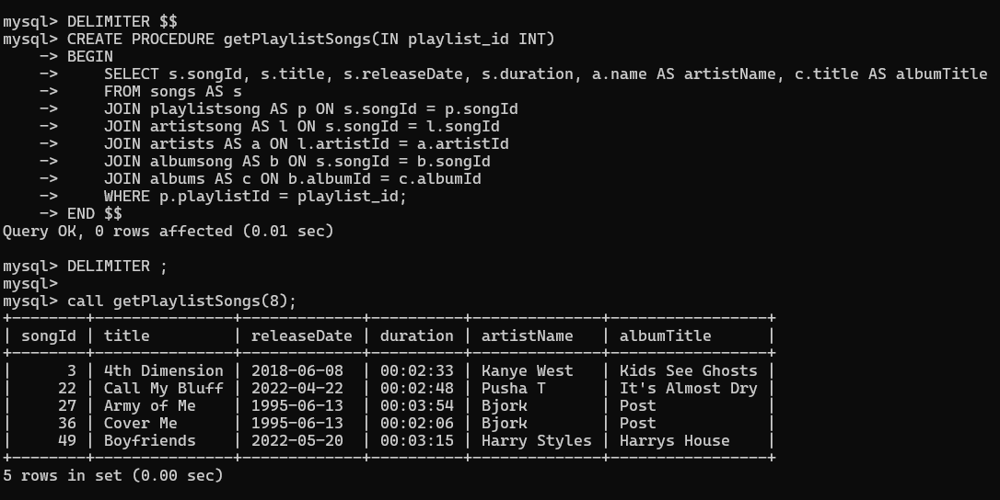 mysql> DELIMITER $$
mysql> CREATE PROCEDURE getPlaylistSongs(IN playlist_id INT)
    -> BEGIN
    ->     SELECT s.songId, s.title, s.releaseDate, s.duration, a.name AS artistName, c.title AS albumTitle
    ->     FROM songs AS s
    ->     JOIN playlistsong AS p ON s.songId = p.songId
    ->     JOIN artistsong AS l ON s.songId = l.songId
    ->     JOIN artists AS a ON l.artistId = a.artistId
    ->     JOIN albumsong AS b ON s.songId = b.songId
    ->     JOIN albums AS c ON b.albumId = c.albumId
    ->     WHERE p.playlistId = playlist_id;
    -> END $$
Query OK, 0 rows affected (0.01 sec)

mysql> DELIMITER ;
mysql>
mysql> call getPlaylistSongs(8);
+--------+---------------+-------------+----------+--------------+-----------------+
| songId | title         | releaseDate | duration | artistName   | albumTitle      |
+--------+---------------+-------------+----------+--------------+-----------------+
|      3 | 4th Dimension | 2018-06-08  | 00:02:33 | Kanye West   | Kids See Ghosts |
|     22 | Call My Bluff | 2022-04-22  | 00:02:48 | Pusha T      | It's Almost Dry |
|     27 | Army of Me    | 1995-06-13  | 00:03:54 | Bjork        | Post            |
|     36 | Cover Me      | 1995-06-13  | 00:02:06 | Bjork        | Post            |
|     49 | Boyfriends    | 2022-05-20  | 00:03:15 | Harry Styles | Harrys House    |
+--------+---------------+-------------+----------+--------------+-----------------+
5 rows in set (0.00 sec)